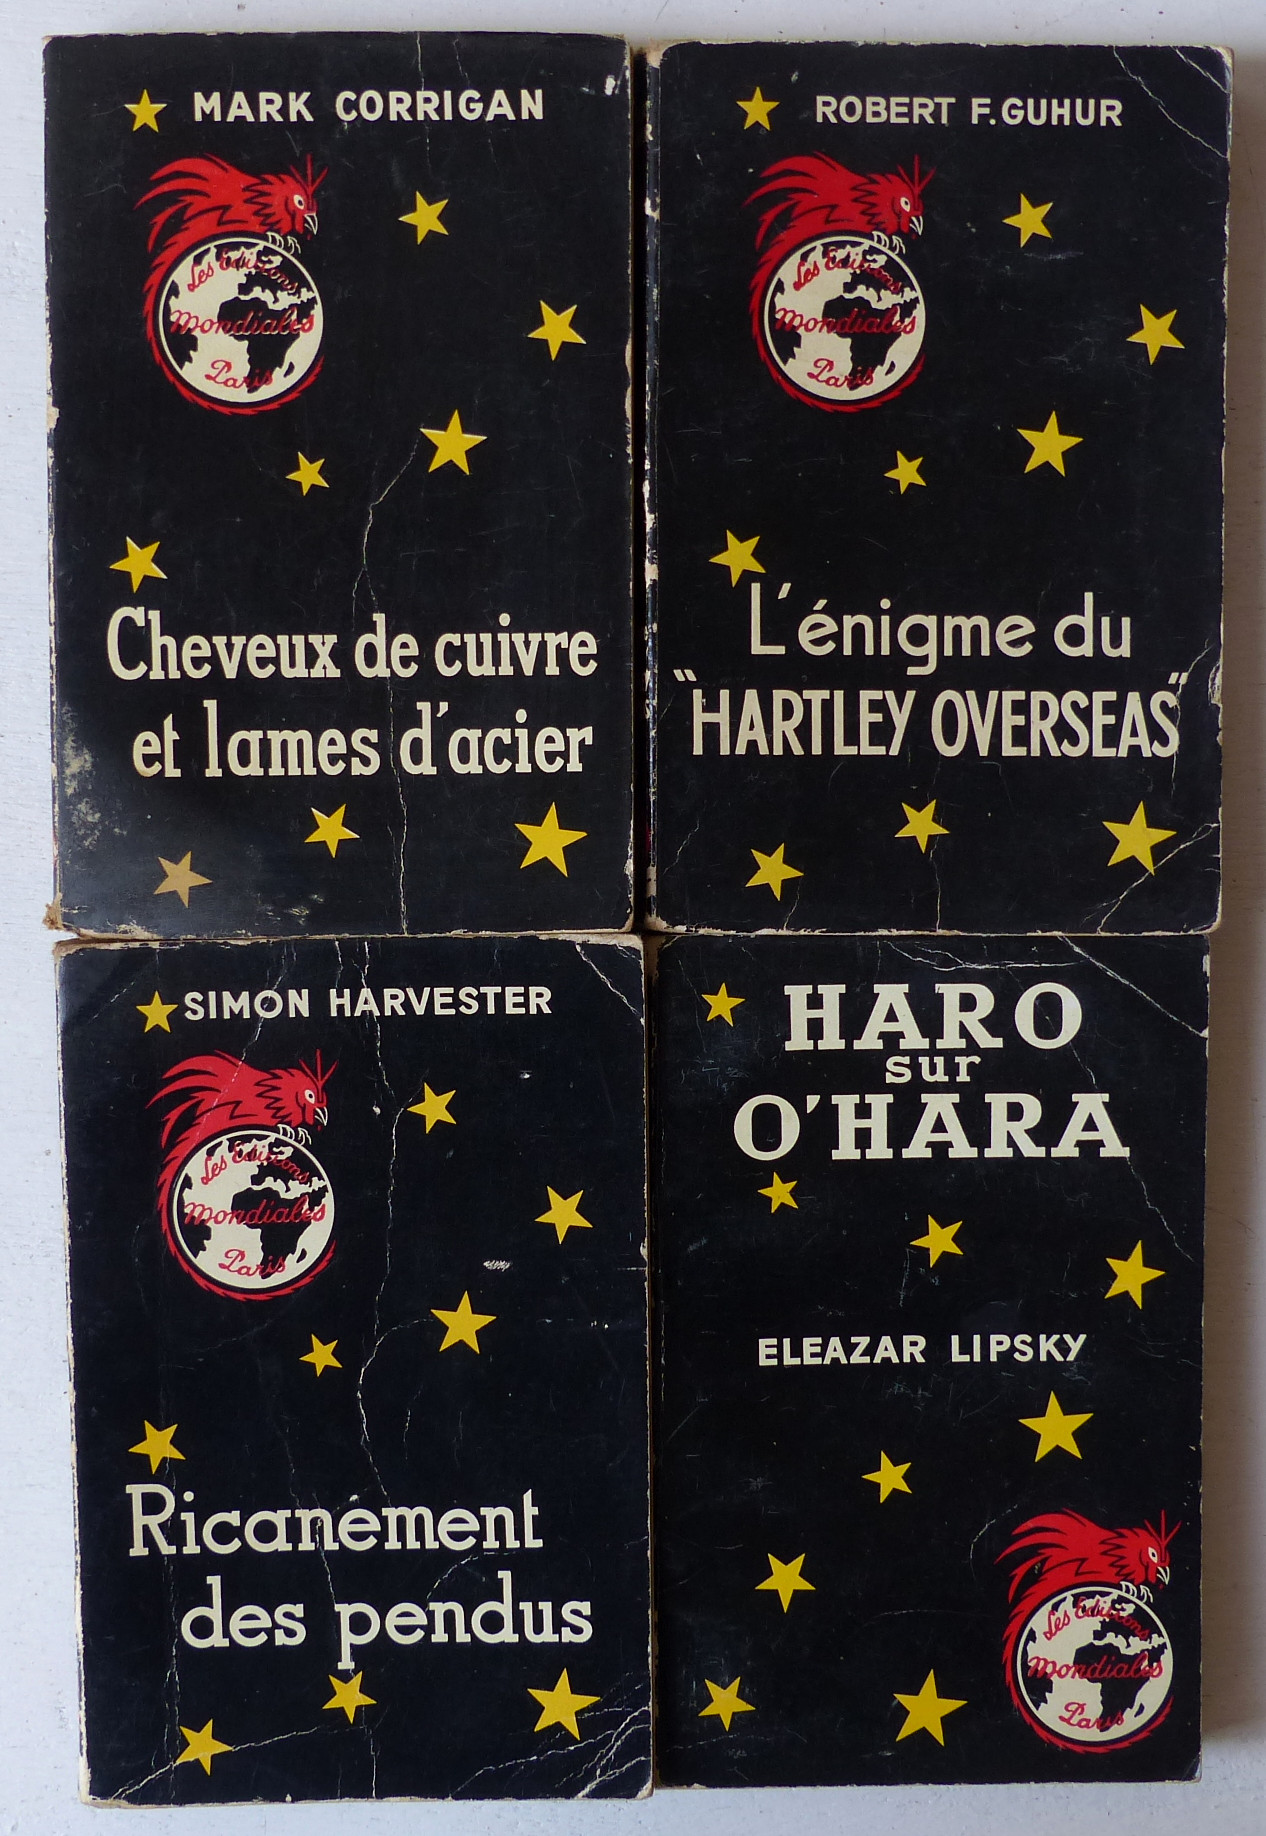 MARK CORRIGAN
Les Editions
Mondiales
Paris
Cheveux de cuivre
et lames d'acier
ROBERT F. GUHUR
Les Editions
Mondiales
Paris
L'énigme du
"HARTLEY OVERSEAS"
SIMON HARVESTER
Les Editions
Mondiales
Paris
Ricanement
des pendus
HARO
sur
O'HARA
ELEAZAR LIPSKY
Les Editions
Mondiales
Paris